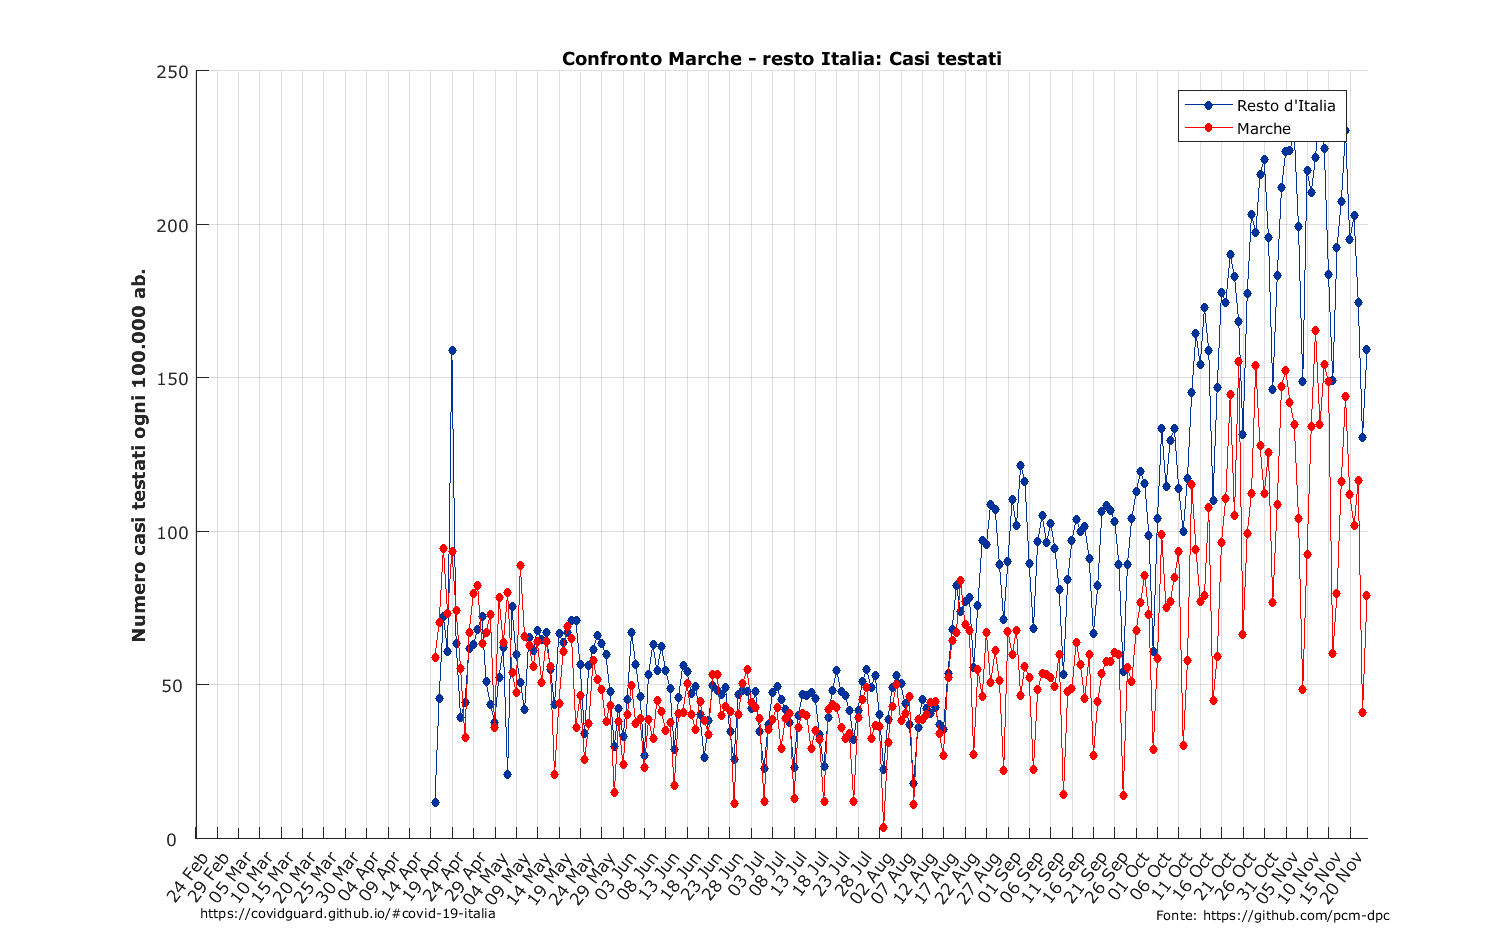 Confronto Marche - resto Italia: Casi testati
Numero casi testati ogni 100.000 ab.
250
200
150
100
50
0
Resto d'Italia
Marche
24 Feb
29 Feb
05 Mar
10 Mar
15 Mar
20 Mar
25 Mar
30 Mar
04 Apr
09 Apr
14 Apr
19 Apr
24 Apr
29 Apr
04 May
09 May
14 May
19 May
24 May
29 May
03 Jun
08 Jun
13 Jun
18 Jun
23 Jun
28 Jun
03 Jul
08 Jul
13 Jul
18 Jul
23 Jul
28 Jul
02 Aug
07 Aug
12 Aug
17 Aug
22 Aug
27 Aug
01 Sep
06 Sep
11 Sep
16 Sep
21 Sep
26 Sep
01 Oct
06 Oct
11 Oct
16 Oct
21 Oct
26 Oct
31 Oct
05 Nov
10 Nov
15 Nov
20 Nov
https://covidguard.github.io/#covid-19-italia
Fonte: https://github.com/pcm-dpc